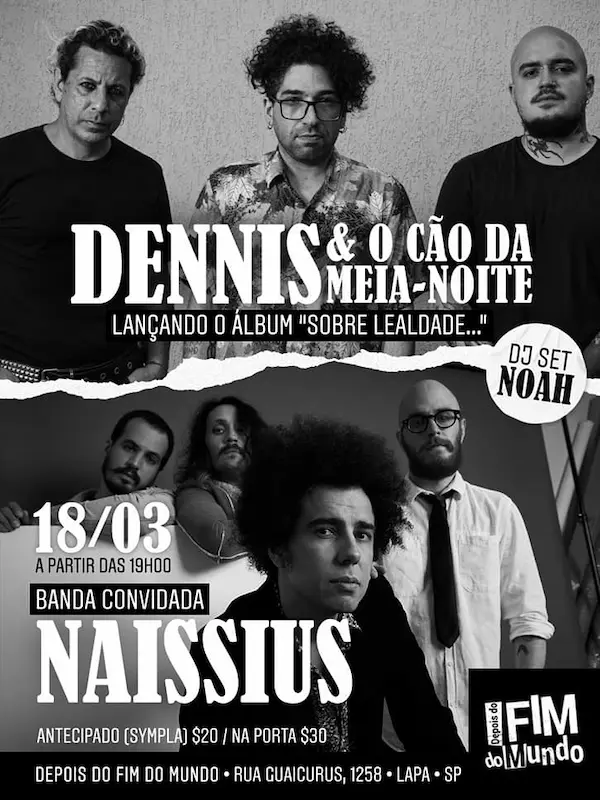 DENNIS & O CÃO DA
MEIA-NOITE
LANÇANDO O ÁLBUM "SOBRE LEALDADE..."
DJ SET
NOAH
18/03
A PARTIR DAS 19H00
BANDA CONVIDADA
NAISSIUS
ANTECIPADO (SYMPLA) $20 / NA PORTA $30
DEPOIS DO FIM DO MUNDO • RUA GUAICURUS, 1258 • LAPA • SP
Depois do
FIM
do Mundo